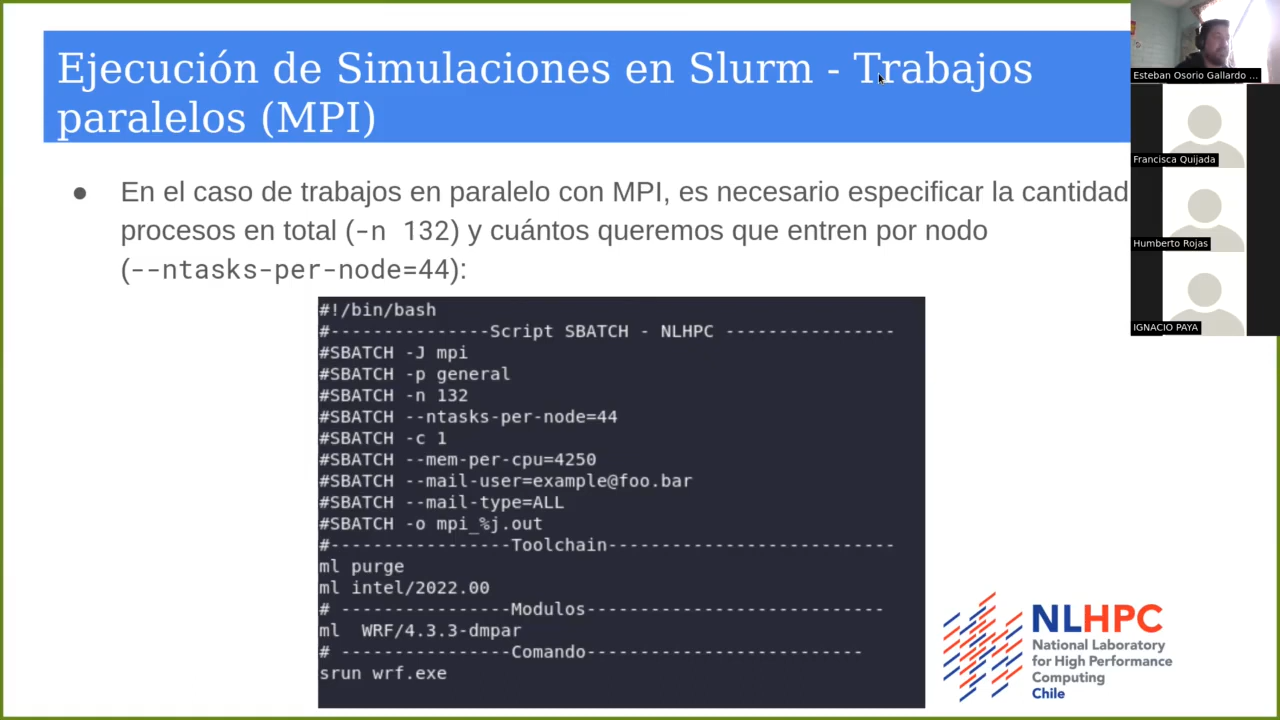 Ejecución de Simulaciones en Slurm - Trabajos
paralelos (MPI)
● En el caso de trabajos en paralelo con MPI, es necesario especificar la cantidad
procesos en total (-n 132) y cuántos queremos que entren por nodo
(--ntasks-per-node=44):
#!/bin/bash
#---------------Script SBATCH - NLHPC ----------------
#SBATCH -J mpi
#SBATCH -p general
#SBATCH -n 132
#SBATCH --ntasks-per-node=44
#SBATCH -c 1
#SBATCH --mem-per-cpu=4250
#SBATCH --mail-user=example@foo.bar
#SBATCH --mail-type=ALL
#SBATCH -o mpi_%j.out
#-----------------Toolchain---------------------------
ml purge
ml intel/2022.00
# ----------------Modulos----------------------------
ml  WRF/4.3.3-dmpar
# ----------------Comando--------------------------
srun wrf.exe
NLHPC
National Laboratory
for High Performance
Computing
Chile
Esteban Osorio Gallardo ...
Francisca Quijada
Humberto Rojas
IGNACIO PAYA